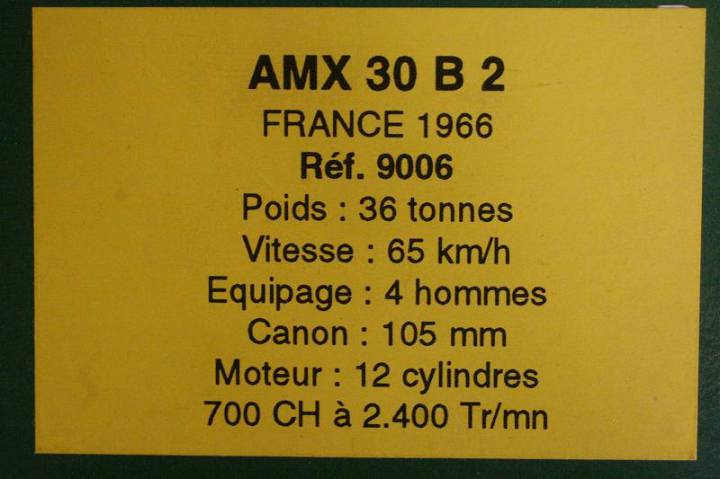 AMX 30 B 2
FRANCE 1966
Réf. 9006
Poids : 36 tonnes
Vitesse : 65 km/h
Equipage : 4 hommes
Canon : 105 mm
Moteur : 12 cylindres
700 CH à 2.400 Tr/mn